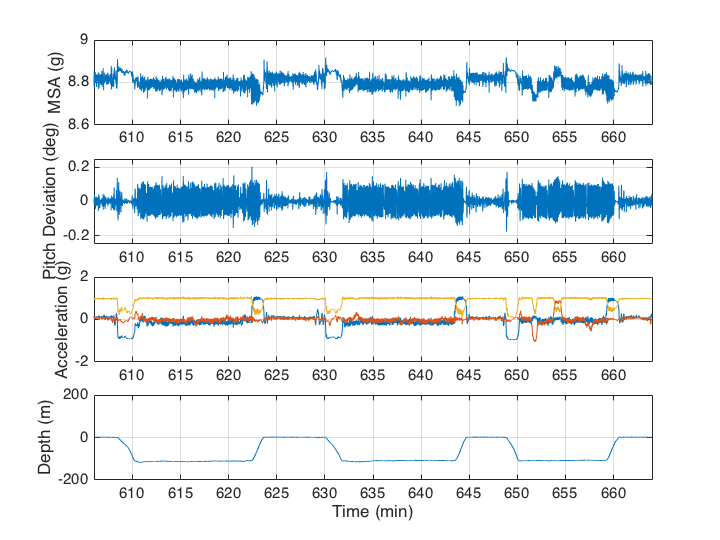 9
8.8
8.6
MSA (g)
610 615 620 625 630 635 640 645 650 655 660
0.2
0
-0.2
Pitch Deviation (deg)
610 615 620 625 630 635 640 645 650 655 660
2
0
-2
Acceleration (g)
610 615 620 625 630 635 640 645 650 655 660
200
0
-200
Depth (m)
610 615 620 625 630 635 640 645 650 655 660
Time (min)